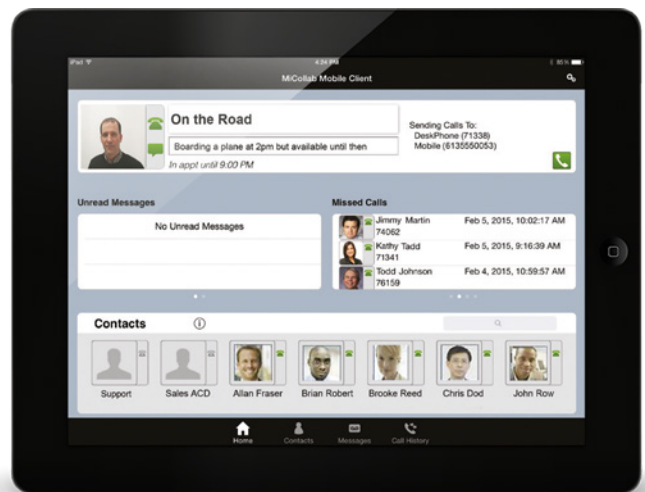 iPad
4:34 PM
85%
MiCollab Mobile Client
On the Road
Boarding a plane at 2pm but available until then
In appt until 9:00 PM
Sending Calls To:
DeskPhone (71338)
Mobile (6135550053)
Unread Messages
No Unread Messages
Missed Calls
Jimmy Martin Feb 5, 2015, 10:02:17 AM
74062
Kathy Tadd Feb 5, 2015, 9:16:39 AM
71341
Todd Johnson Feb 4, 2015, 10:59:57 AM
76159
Contacts
Support
Sales ACD
Allan Fraser
Brian Robert
Brooke Reed
Chris Dod
John Row
Home
Contacts
Messages
Call History